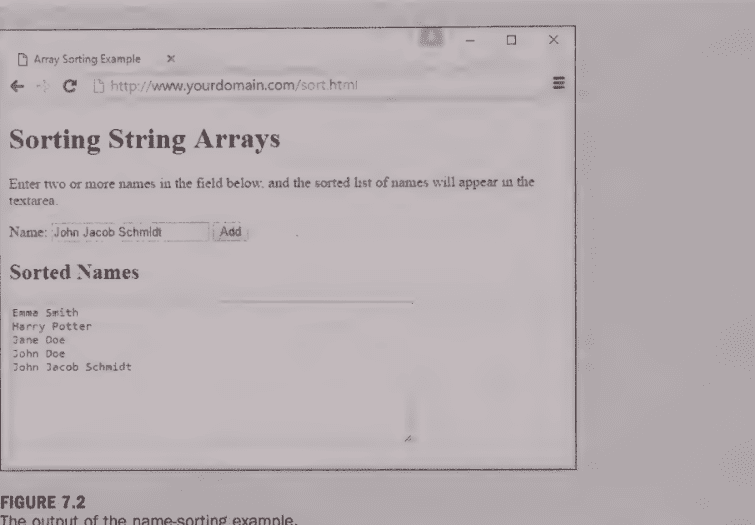 Array Sorting Example
http://www.yourdomain.com/sort.html
Sorting String Arrays
Enter two or more names in the field below, and the sorted list of names will appear in the
textarea.
Name: John Jacob Schmidt Add
Sorted Names
Emma Smith
Harry Potter
Jane Doe
John Doe
John Jacob Schmidt
FIGURE 7.2
The output of the name-sorting example.